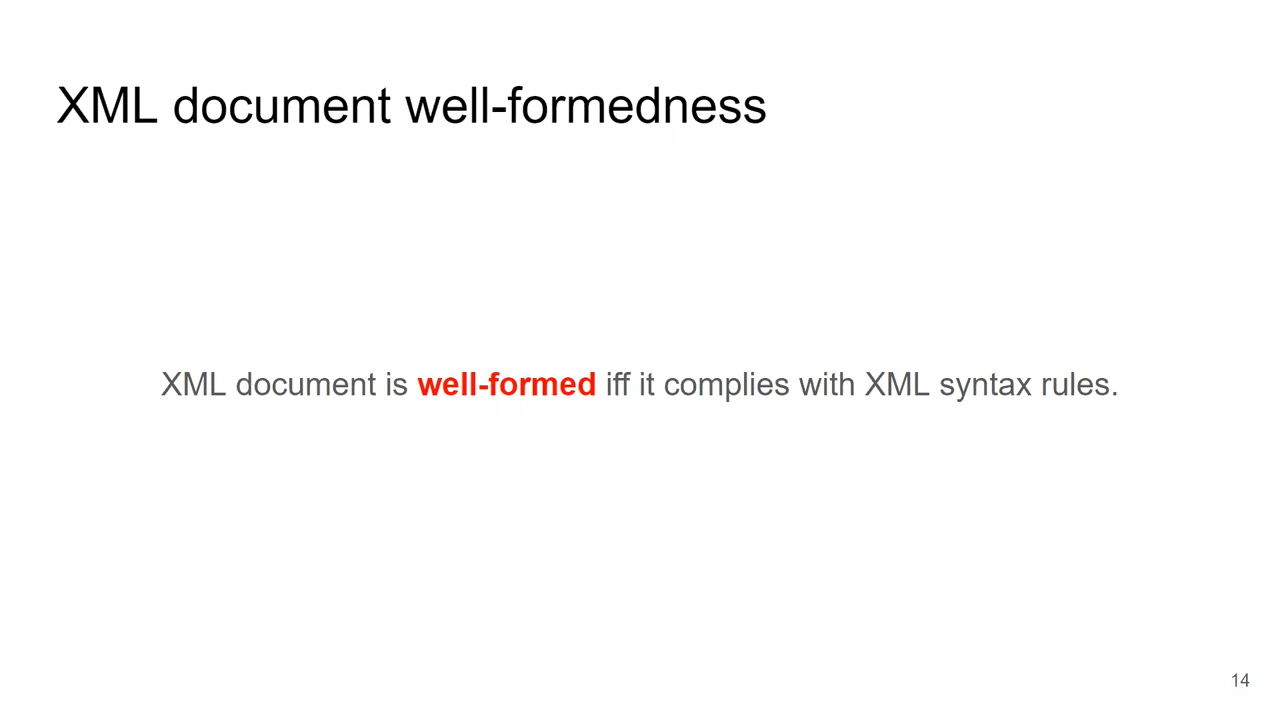 XML document well-formedness
XML document is well-formed iff it complies with XML syntax rules.
14